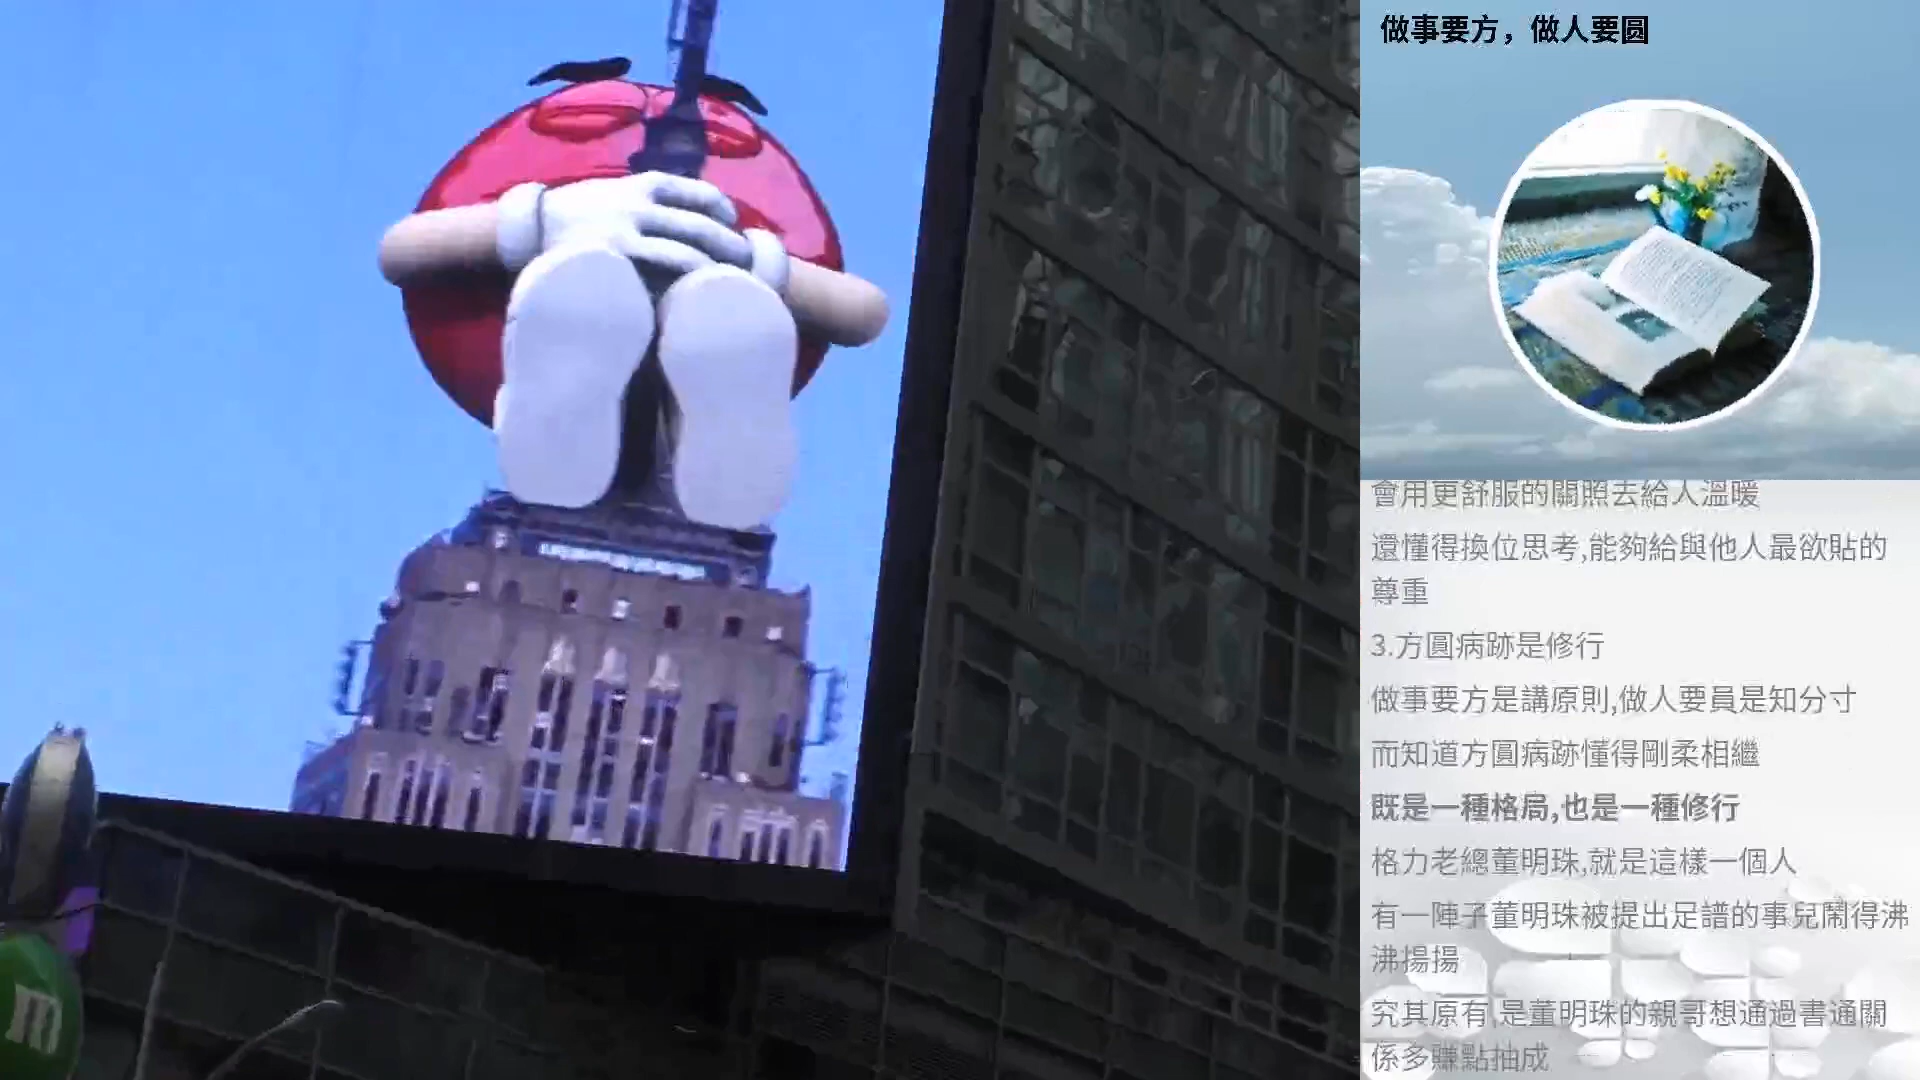 做事要方，做人要圆
會用更舒服的關照去給人溫暖
還懂得換位思考,能夠給與他人最欲貼的
尊重
3.方圓病跡是修行
做事要方是講原則,做人要員是知分寸
而知道方圓病跡懂得剛柔相繼
既是一種格局,也是一種修行
格力老總董明珠,就是這樣一個人
有一陣子董明珠被提出足譜的事兒鬧得沸
沸揚揚
究其原有,是董明珠的親哥想通過書通關
係多賺點抽成
m